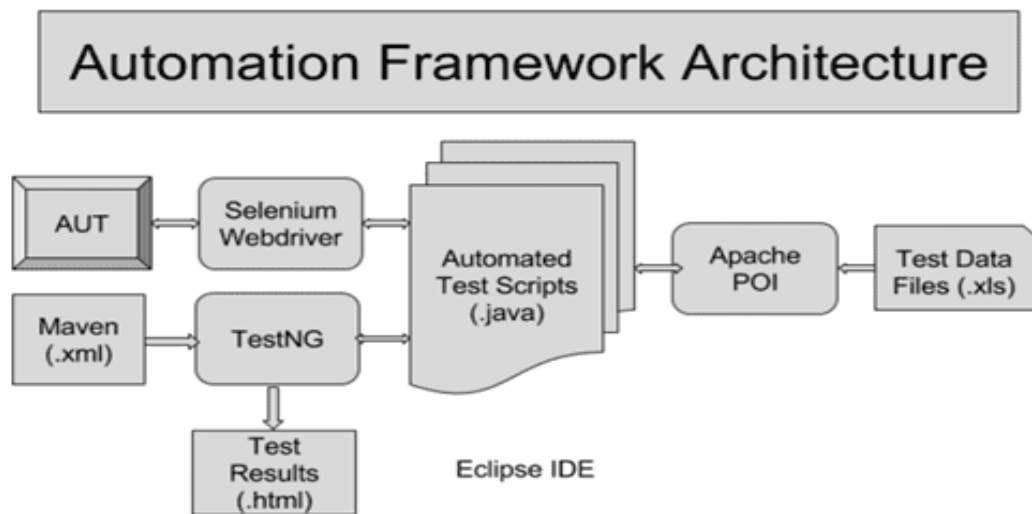 Automation Framework Architecture
AUT
Selenium
Webdriver
Automated
Test Scripts
(.java)
Apache
POI
Test Data
Files (.xls)
Maven
(.xml)
TestNG
Test
Results
(.html)
Eclipse IDE